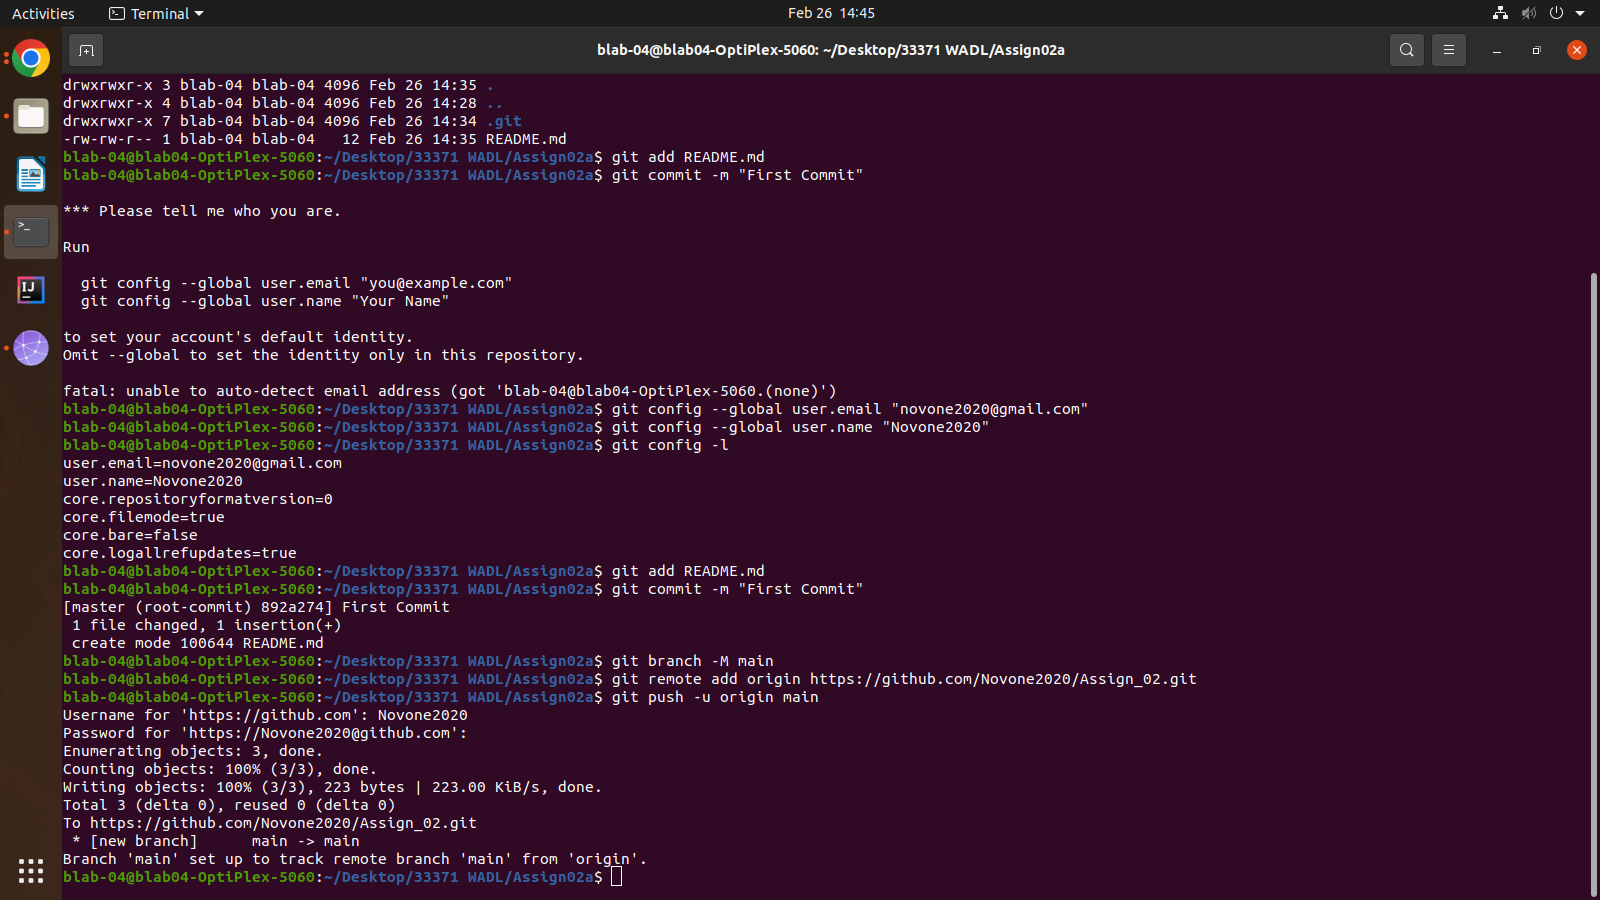 Activities
Terminal
Feb 26 14:45
blab-04@blab04-OptiPlex-5060: ~/Desktop/33371 WADL/Assign02a
drwxrwxr-x 3 blab-04 blab-04 4096 Feb 26 14:35 .
drwxrwxr-x 4 blab-04 blab-04 4096 Feb 26 14:28 ..
drwxrwxr-x 7 blab-04 blab-04 4096 Feb 26 14:34 .git
-rw-rw-r-- 1 blab-04 blab-04   12 Feb 26 14:35 README.md
blab-04@blab04-OptiPlex-5060:~/Desktop/33371 WADL/Assign02a$ git add README.md
blab-04@blab04-OptiPlex-5060:~/Desktop/33371 WADL/Assign02a$ git commit -m "First Commit"
*** Please tell me who you are.
Run
  git config --global user.email "you@example.com"
  git config --global user.name "Your Name"
to set your account's default identity.
Omit --global to set the identity only in this repository.
fatal: unable to auto-detect email address (got 'blab-04@blab04-OptiPlex-5060.(none)')
blab-04@blab04-OptiPlex-5060:~/Desktop/33371 WADL/Assign02a$ git config --global user.email "novone2020@gmail.com"
blab-04@blab04-OptiPlex-5060:~/Desktop/33371 WADL/Assign02a$ git config --global user.name "Novone2020"
blab-04@blab04-OptiPlex-5060:~/Desktop/33371 WADL/Assign02a$ git config -l
user.email=novone2020@gmail.com
user.name=Novone2020
core.repositoryformatversion=0
core.filemode=true
core.bare=false
core.logallrefupdates=true
blab-04@blab04-OptiPlex-5060:~/Desktop/33371 WADL/Assign02a$ git add README.md
blab-04@blab04-OptiPlex-5060:~/Desktop/33371 WADL/Assign02a$ git commit -m "First Commit"
[master (root-commit) 892a274] First Commit
 1 file changed, 1 insertion(+)
 create mode 100644 README.md
blab-04@blab04-OptiPlex-5060:~/Desktop/33371 WADL/Assign02a$ git branch -M main
blab-04@blab04-OptiPlex-5060:~/Desktop/33371 WADL/Assign02a$ git remote add origin https://github.com/Novone2020/Assign_02.git
blab-04@blab04-OptiPlex-5060:~/Desktop/33371 WADL/Assign02a$ git push -u origin main
Username for 'https://github.com': Novone2020
Password for 'https://Novone2020@github.com':
Enumerating objects: 3, done.
Counting objects: 100% (3/3), done.
Writing objects: 100% (3/3), 223 bytes | 223.00 KiB/s, done.
Total 3 (delta 0), reused 0 (delta 0)
To https://github.com/Novone2020/Assign_02.git
 * [new branch]      main -> main
Branch 'main' set up to track remote branch 'main' from 'origin'.
blab-04@blab04-OptiPlex-5060:~/Desktop/33371 WADL/Assign02a$
IJ